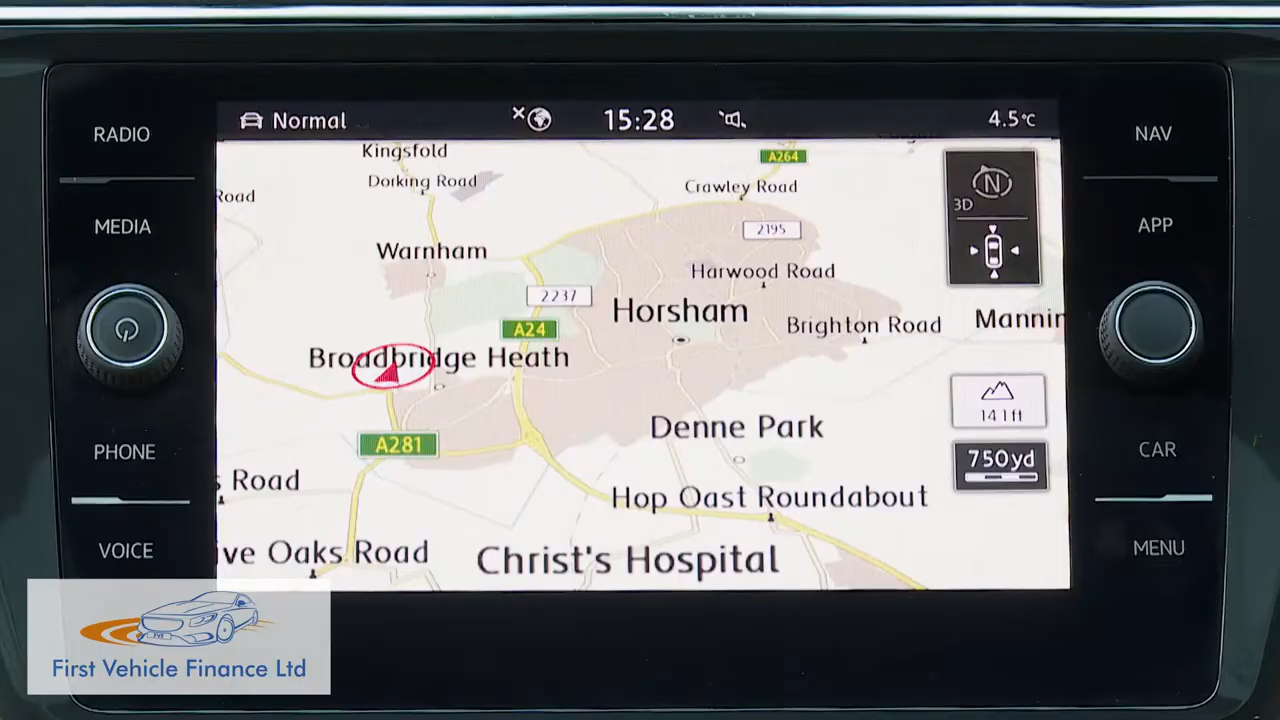 Normal
15:28
4.5°C
RADIO
MEDIA
PHONE
VOICE
NAV
APP
CAR
MENU
Kingsfold
Dorking Road
Road
A264
Crawley Road
2195
Warnham
Harwood Road
2237
Horsham
A24
Brighton Road
Mannin
Broadbridge Heath
N
3D
141ft
Denne Park
A281
750yd
s Road
Hop Oast Roundabout
ive Oaks Road
Christ's Hospital
FVF
First Vehicle Finance Ltd